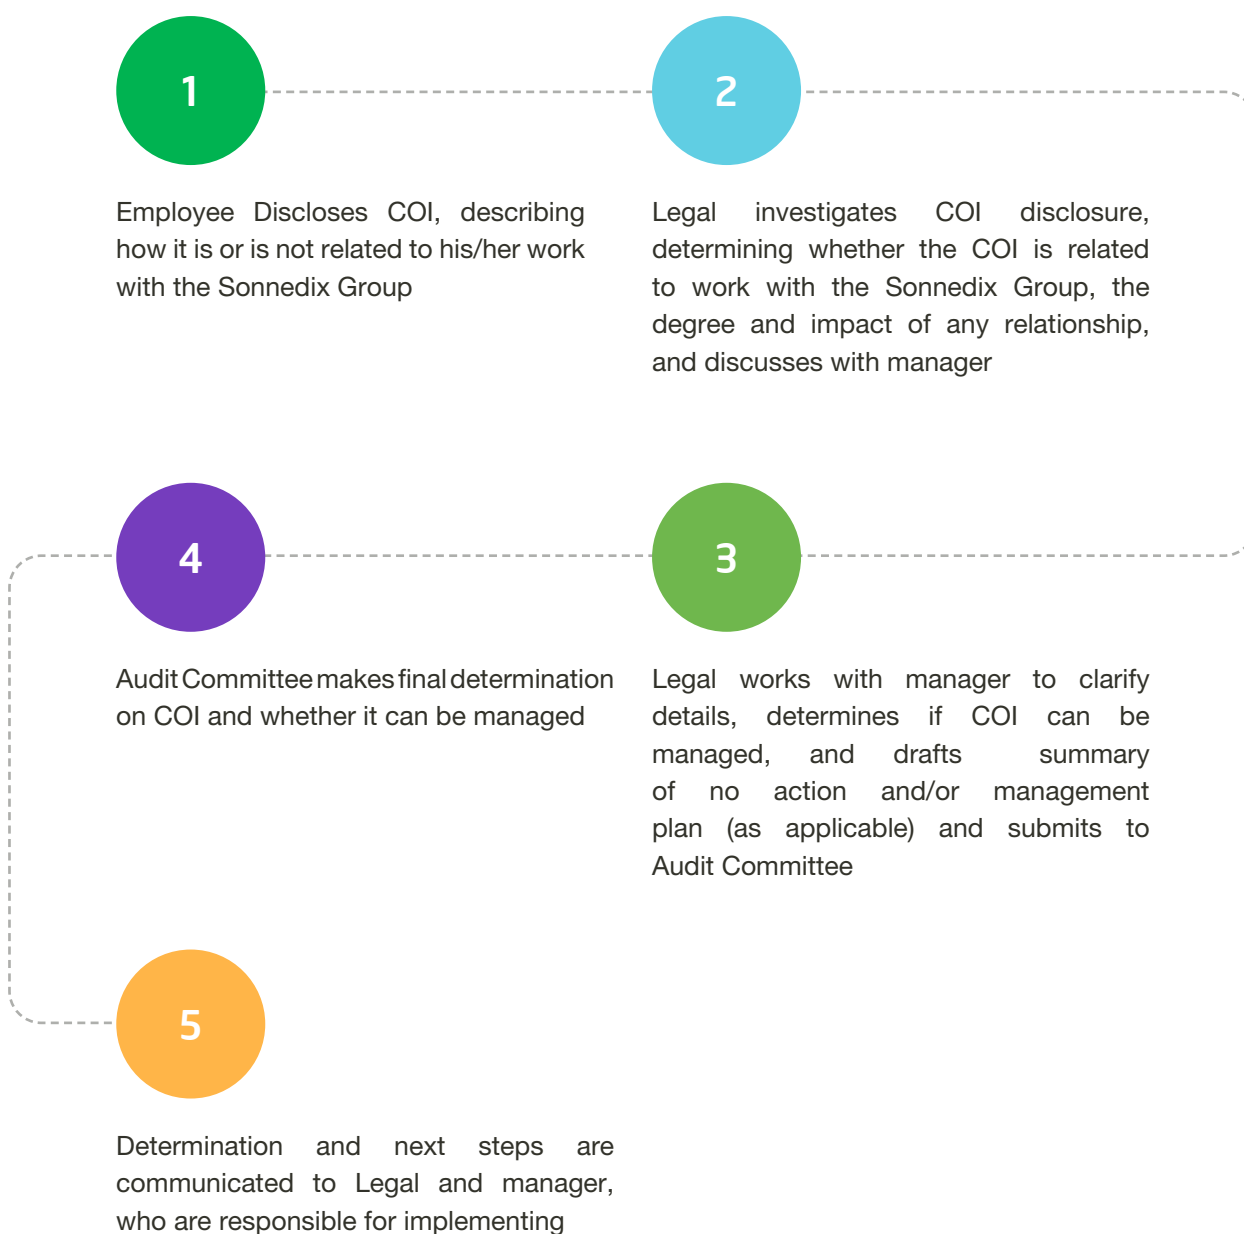 1
Employee Discloses COI, describing
how it is or is not related to his/her work
with the Sonnedix Group
2
Legal investigates COI disclosure,
determining whether the COI is related
to work with the Sonnedix Group, the
degree and impact of any relationship,
and discusses with manager
3
Legal works with manager to clarify
details, determines if COI can be
managed, and drafts summary
of no action and/or management
plan (as applicable) and submits to
Audit Committee
4
Audit Committee makes final determination
on COI and whether it can be managed
5
Determination and next steps are
communicated to Legal and manager,
who are responsible for implementing